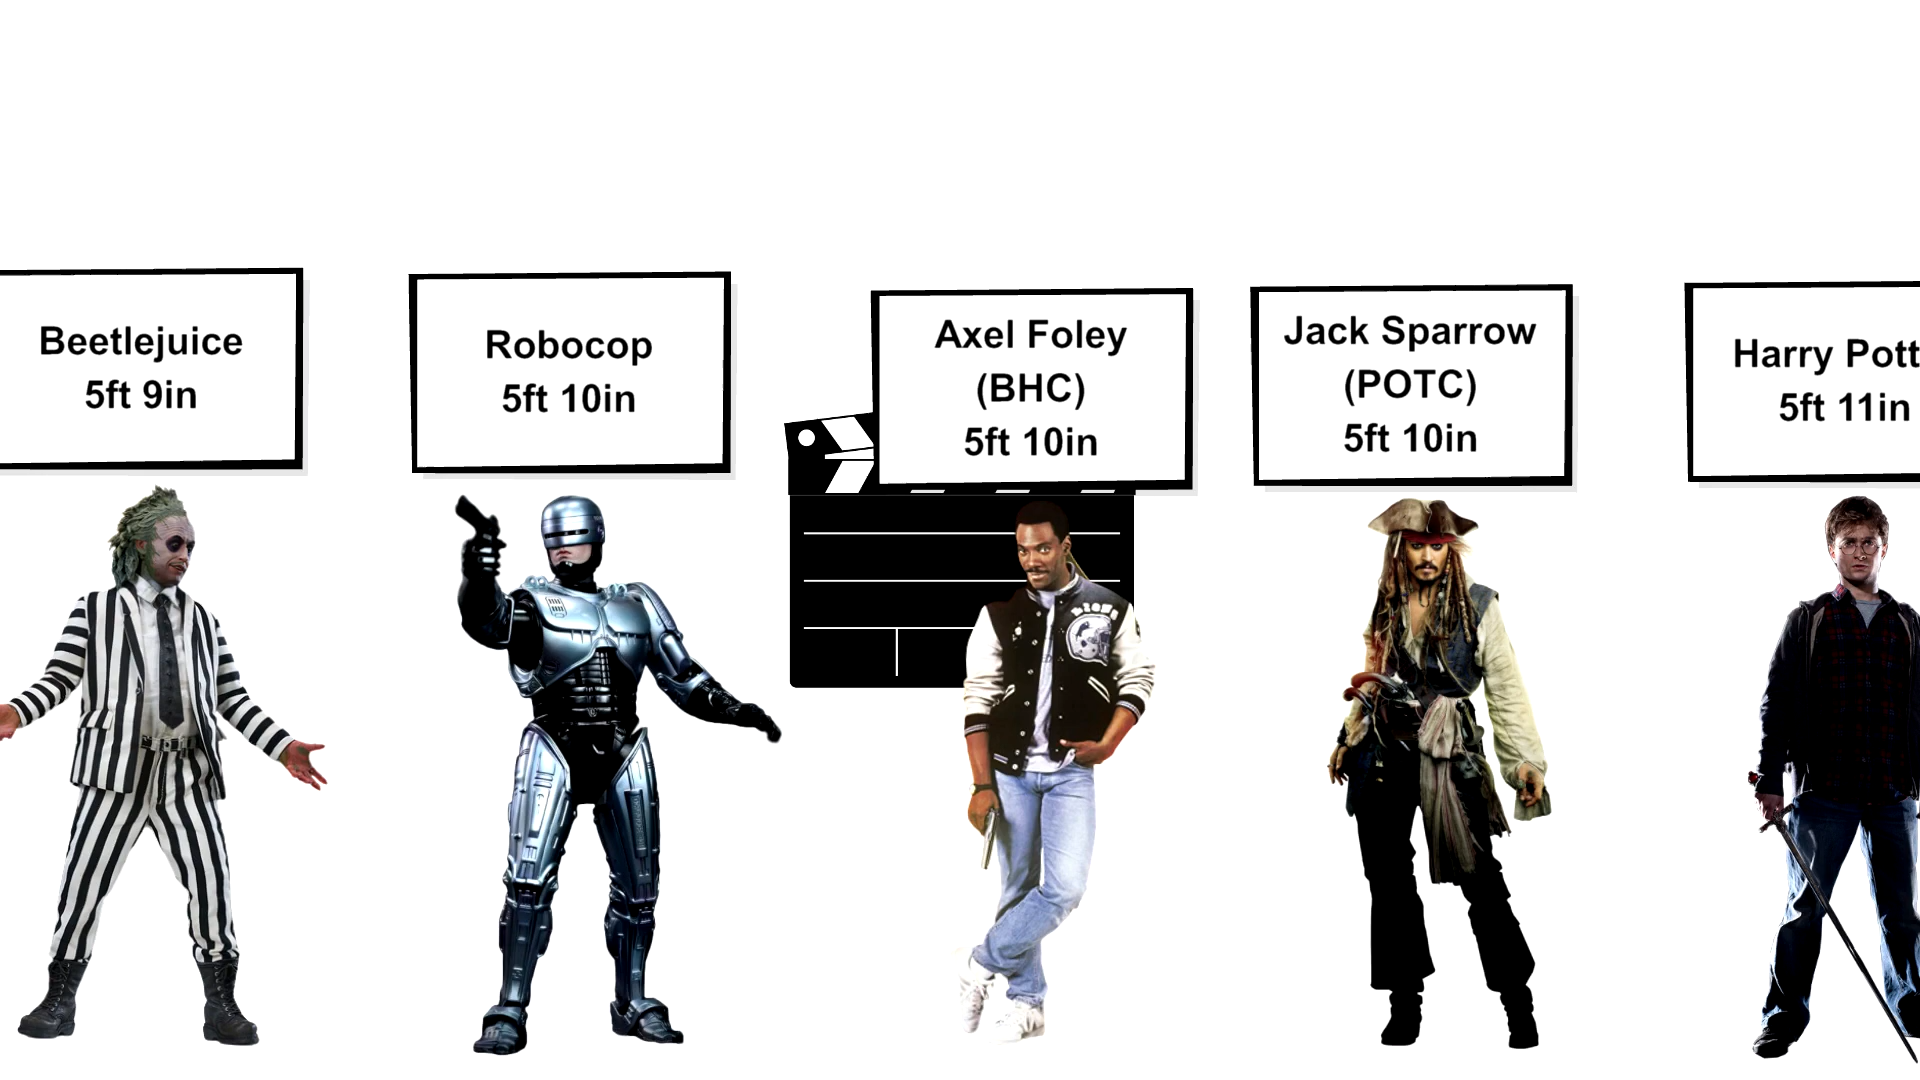 Beetlejuice
5ft 9in
Robocop
5ft 10in
Axel Foley
(BHC)
5ft 10in
Jack Sparrow
(POTC)
5ft 10in
Harry Pott
5ft 11in